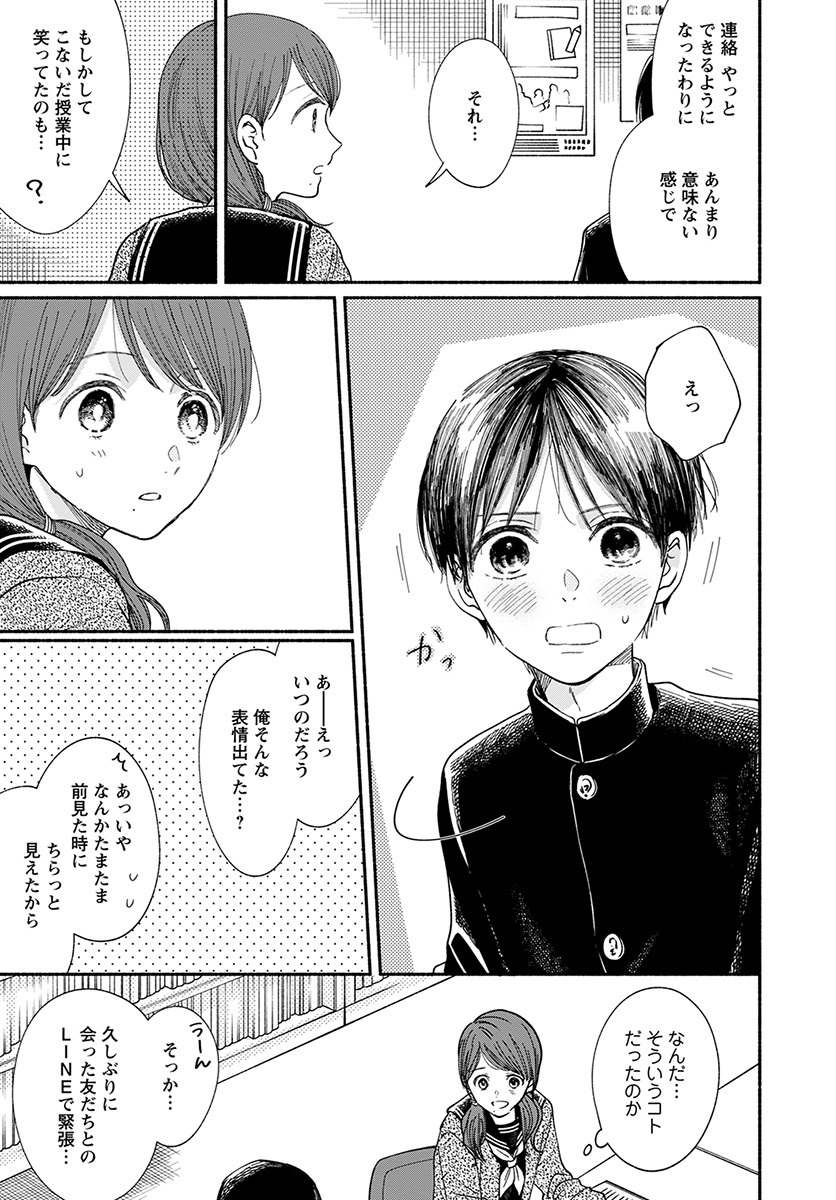 連絡 やっと
できるように
なったわりに
あんまり
意味ない
感じで
それ…
もしかして
こないだ授業中に
笑ってたのも…
？
えっ
かっ
あ――えっ
いつのだろう
俺そんな
表情出てた…？
あっいや
なんかたまたま
前見た時に
ちらっと
見えたから
なんだ…
そういうコト
だったのか
うーん
そっか…
久しぶりに
会った友だちとの
LINEで緊張…